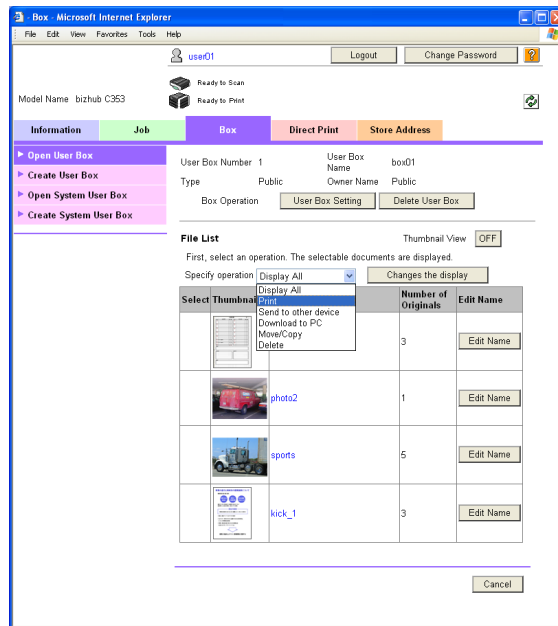 - Box - Microsoft Internet Explorer
File Edit View Favorites Tools Help
user01 Logout Change Password ?
Ready to Scan
Model Name bizhub C353 Ready to Print
Information Job Box Direct Print Store Address
Open User Box
Create User Box
Open System User Box
Create System User Box
User Box Number 1 User Box Name box01
Type Public Owner Name Public
Box Operation User Box Setting Delete User Box
File List Thumbnail View OFF
First, select an operation. The selectable documents are displayed.
Specify operation Display All Changes the display
Display All
Print
Send to other device
Download to PC
Move/Copy
Delete
Select Thumbnai Number of Originals Edit Name
3 Edit Name
photo2 1 Edit Name
sports 5 Edit Name
kick_1 3 Edit Name
Cancel